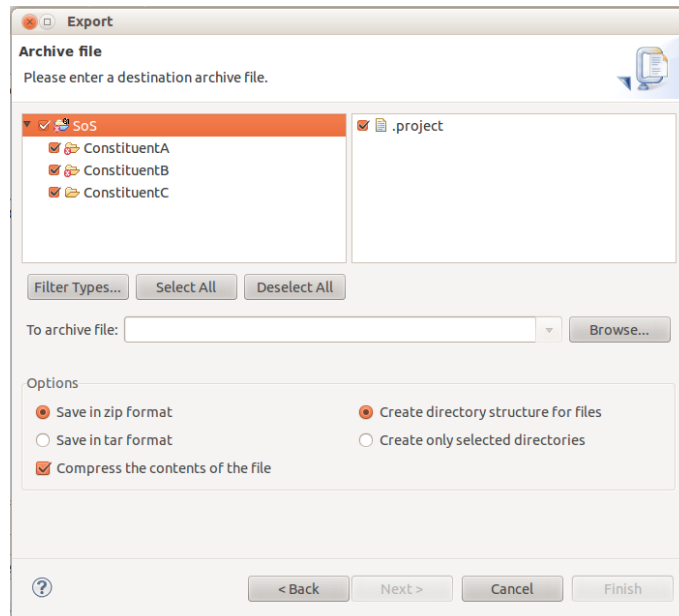 Export
Archive file
Please enter a destination archive file.
SoS
ConstituentA
ConstituentB
ConstituentC
.project
Filter Types... Select All Deselect All
To archive file: Browse...
Options
Save in zip format Create directory structure for files
Save in tar format Create only selected directories
Compress the contents of the file
? < Back Next > Cancel Finish